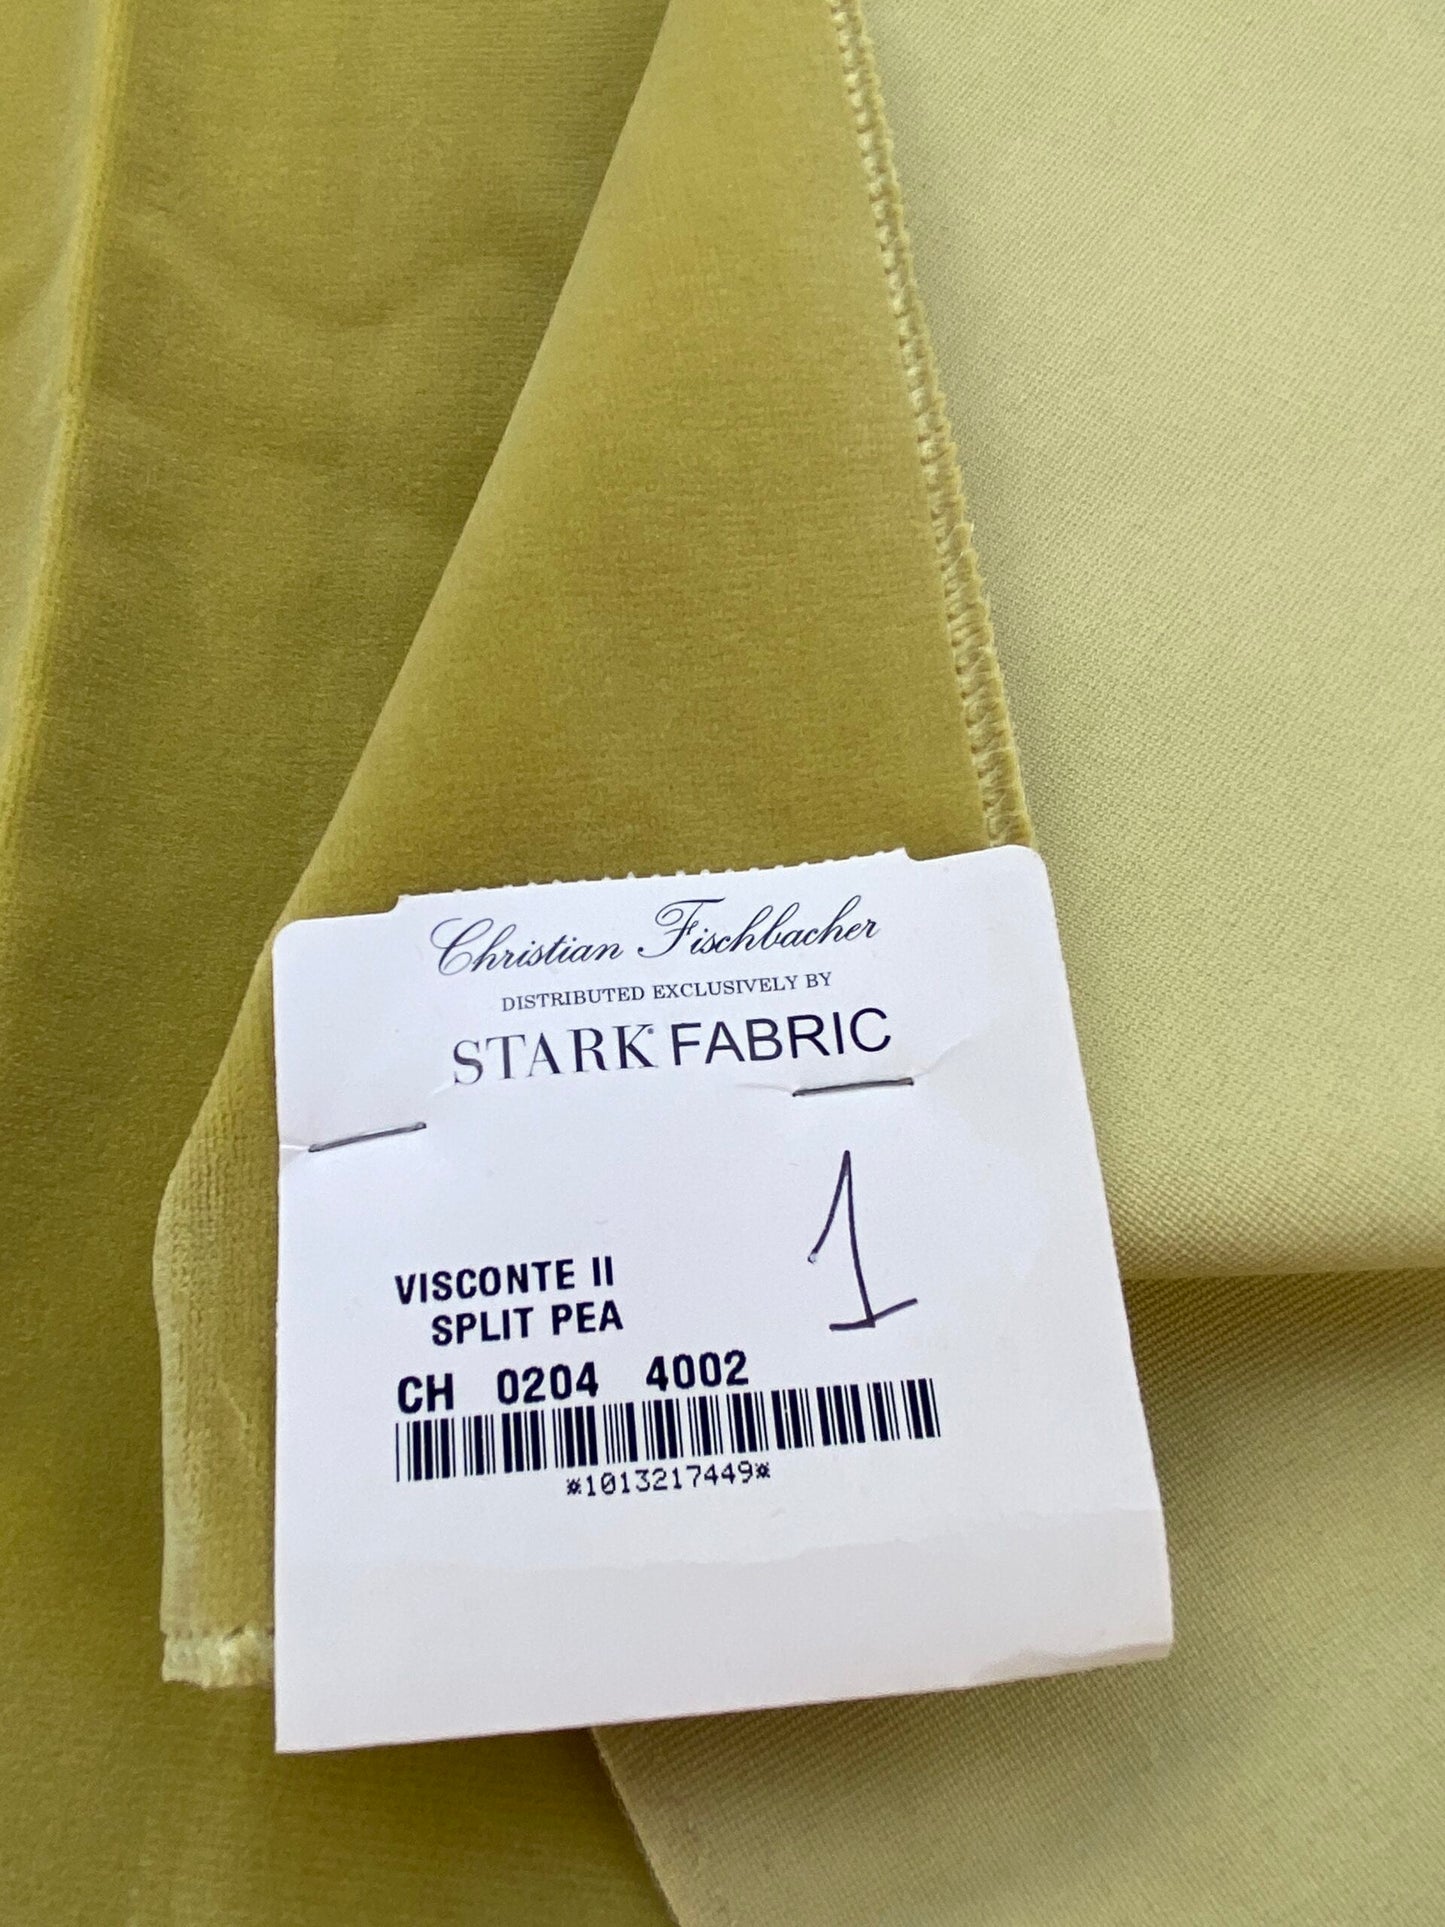 Christian Fischbacher
DISTRIBUTED EXCLUSIVELY BY
STARK FABRIC
1
VISCONTE II
SPLIT PEA
CH 0204 4002
*1013217449*